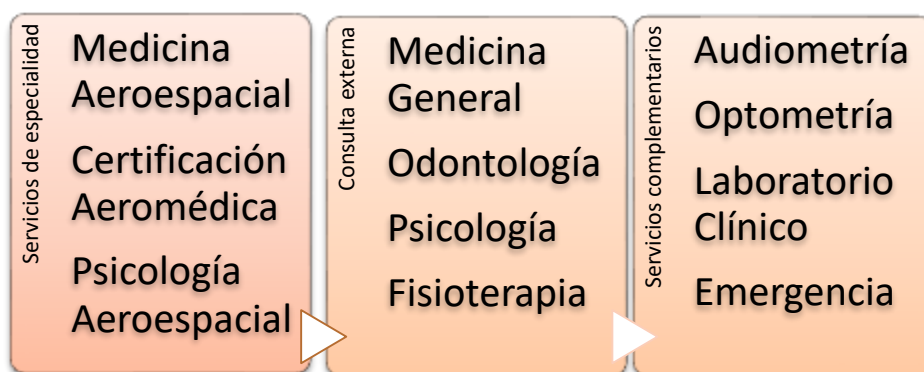 Servicios de especialidad
Medicina
Aeroespacial
Certificación
Aeromédica
Psicología
Aeroespacial
Consulta externa
Medicina
General
Odontología
Psicología
Fisioterapia
Servicios complementarios
Audiometría
Optometría
Laboratorio
Clínico
Emergencia